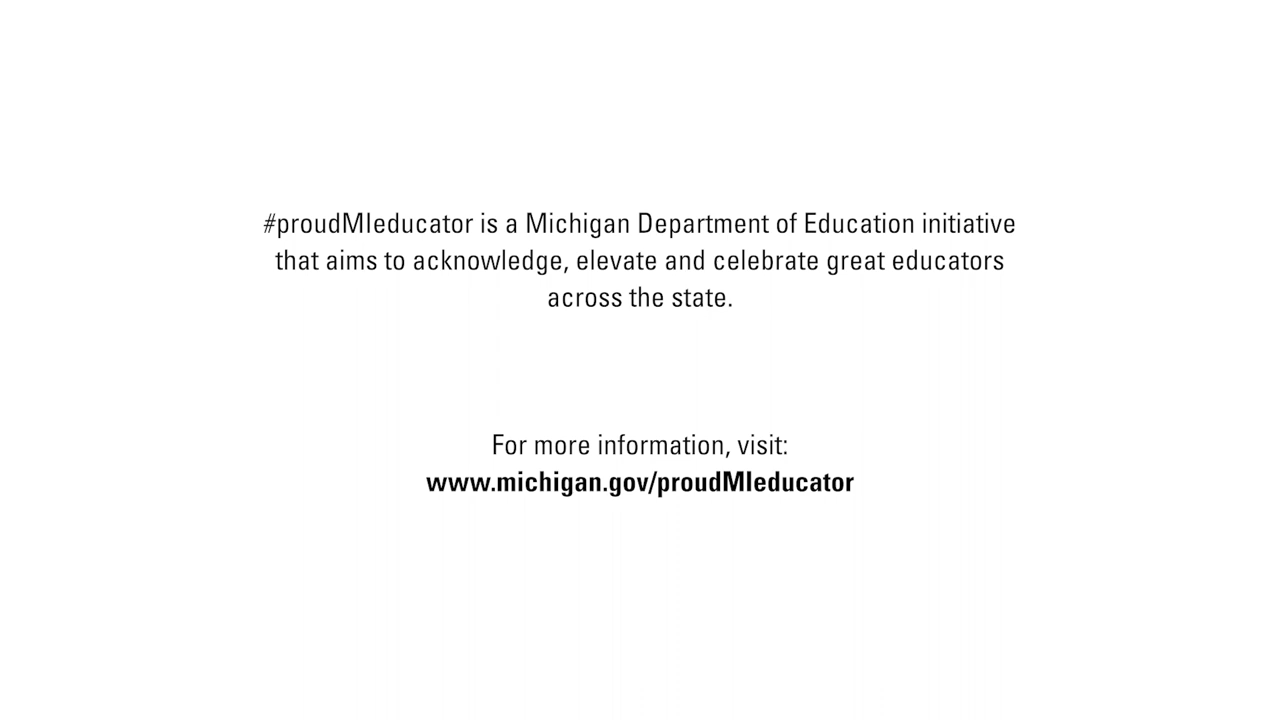 #proudMIeducator is a Michigan Department of Education initiative
that aims to acknowledge, elevate and celebrate great educators
across the state.
For more information, visit:
www.michigan.gov/proudMIeducator